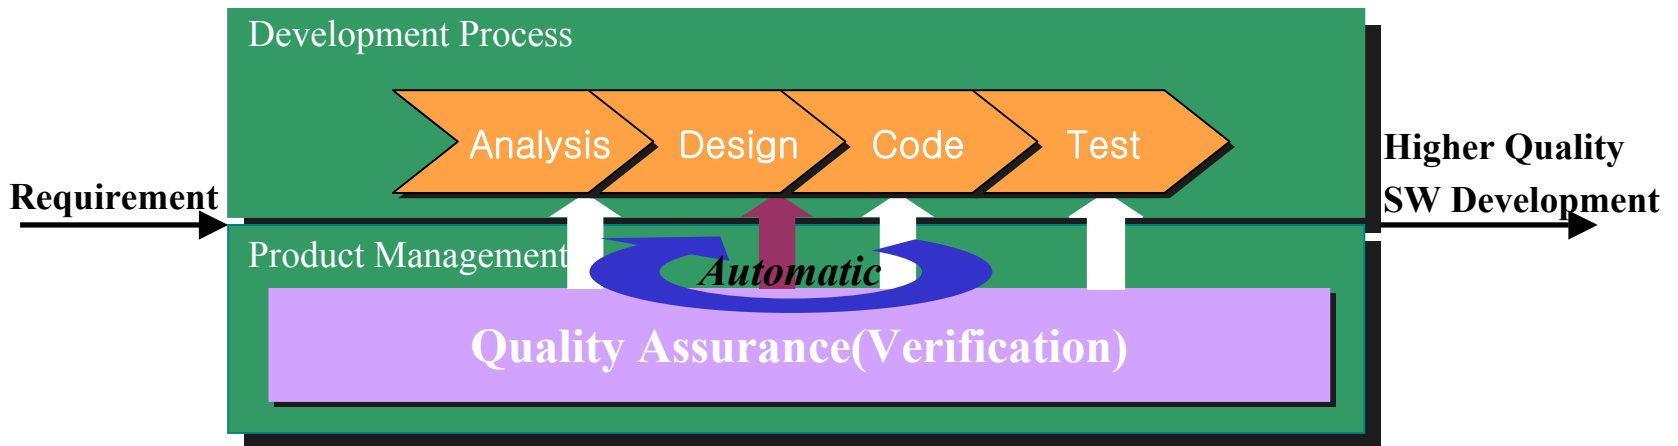 Development Process
Analysis Design Code Test
Requirement
Higher Quality
SW Development
Product Management
Automatic
Quality Assurance(Verification)